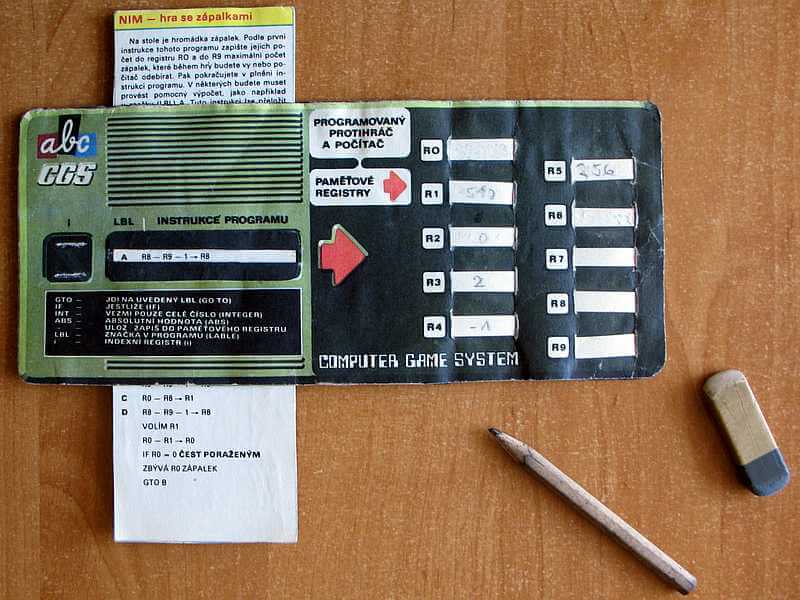 NIM — hra se zápalkami
Na stole je hromádka zápalek. Podle první
instrukce tohoto programu zapište jejich po-
čet do registru R0 a do R9 maximální počet
zápalek, které během hry budete vy nebo po-
čítač odebírat. Pak pokračujete v plnění in-
strukcí programu. V některých budete muset
provést pomocný výpočet, jako například
abc
CGS
I
LBL
INSTRUKCE PROGRAMU
A R8 — R9 — 1 → R8
GTO — JDI NA UVEDENÝ LBL (GO TO)
IF — JESTLIŽE (IF)
INT — VEZMI POUZE CELÉ ČÍSLO (INTEGER)
ABS — ABSOLUTNÍ HODNOTA (ABS)
→ — ULOŽ ZAPIŠ DO PAMĚŤOVÉHO REGISTRU
LBL — ZNAČKA V PROGRAMU (LABLE)
i — INDEXNÍ REGISTR (i)
PROGRAMOVANÝ
PROTIHRÁČ
A POČÍTAČ
PAMĚŤOVÉ
REGISTRY
R0
R1
R2 0
R3 2
R4 -1
R5 256
R6
R7
R8
R9
COMPUTER GAME SYSTEM
C R0 — R8 → R1
D R8 — R9 — 1 → R8
VOLÍM R1
R0 — R1 → R0
IF R0 = 0 ČEST PORAŽENÝM
ZBÝVÁ R0 ZÁPALEK
GTO B